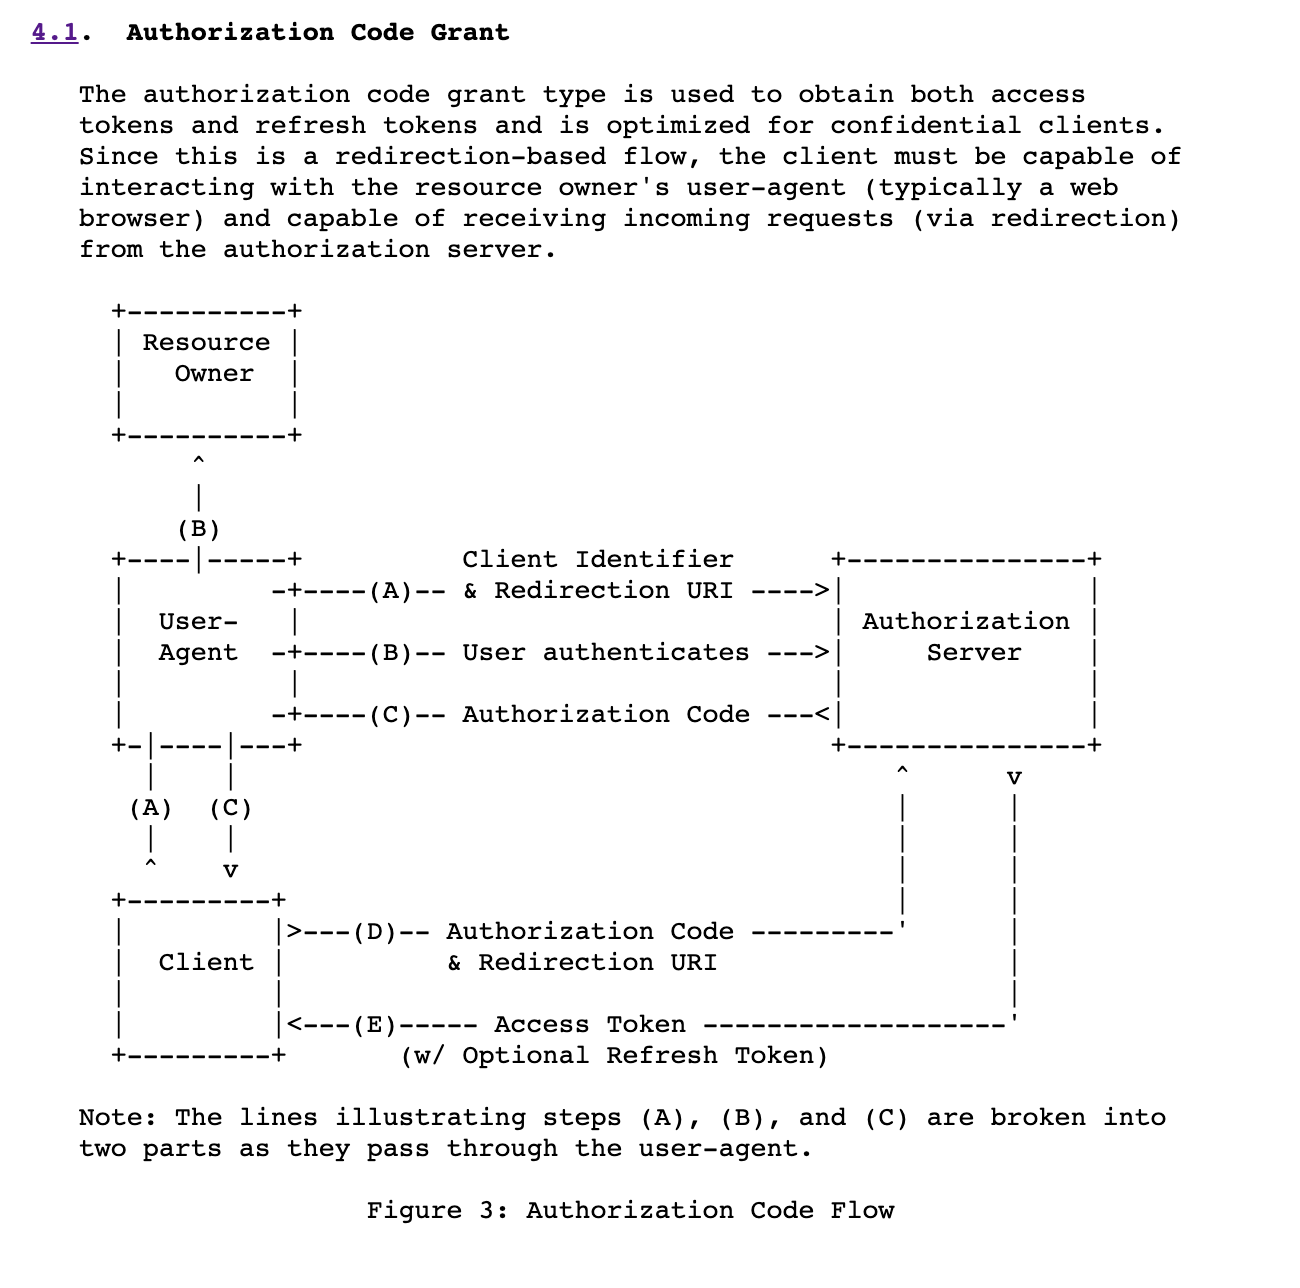 4.1.  Authorization Code Grant

   The authorization code grant type is used to obtain both access
   tokens and refresh tokens and is optimized for confidential clients.
   Since this is a redirection-based flow, the client must be capable of
   interacting with the resource owner's user-agent (typically a web
   browser) and capable of receiving incoming requests (via redirection)
   from the authorization server.

     +----------+
     | Resource |
     |   Owner  |
     |          |
     +----------+
          ^
          |
         (B)
     +----|-----+          Client Identifier      +---------------+
     |         -+----(A)-- & Redirection URI ---->|               |
     |  User-   |                                 | Authorization |
     |  Agent  -+----(B)-- User authenticates --->|     Server    |
     |          |                                 |               |
     |         -+----(C)-- Authorization Code ---<|               |
     +-|----|---+                                 +---------------+
       |    |                                         ^      v
      (A)  (C)                                        |      |
       |    |                                         |      |
       ^    v                                         |      |
     +---------+                                      |      |
     |         |>---(D)-- Authorization Code ---------'      |
     |  Client |          & Redirection URI                  |
     |         |                                             |
     |         |<---(E)----- Access Token -------------------'
     +---------+       (w/ Optional Refresh Token)

   Note: The lines illustrating steps (A), (B), and (C) are broken into
   two parts as they pass through the user-agent.

                     Figure 3: Authorization Code Flow